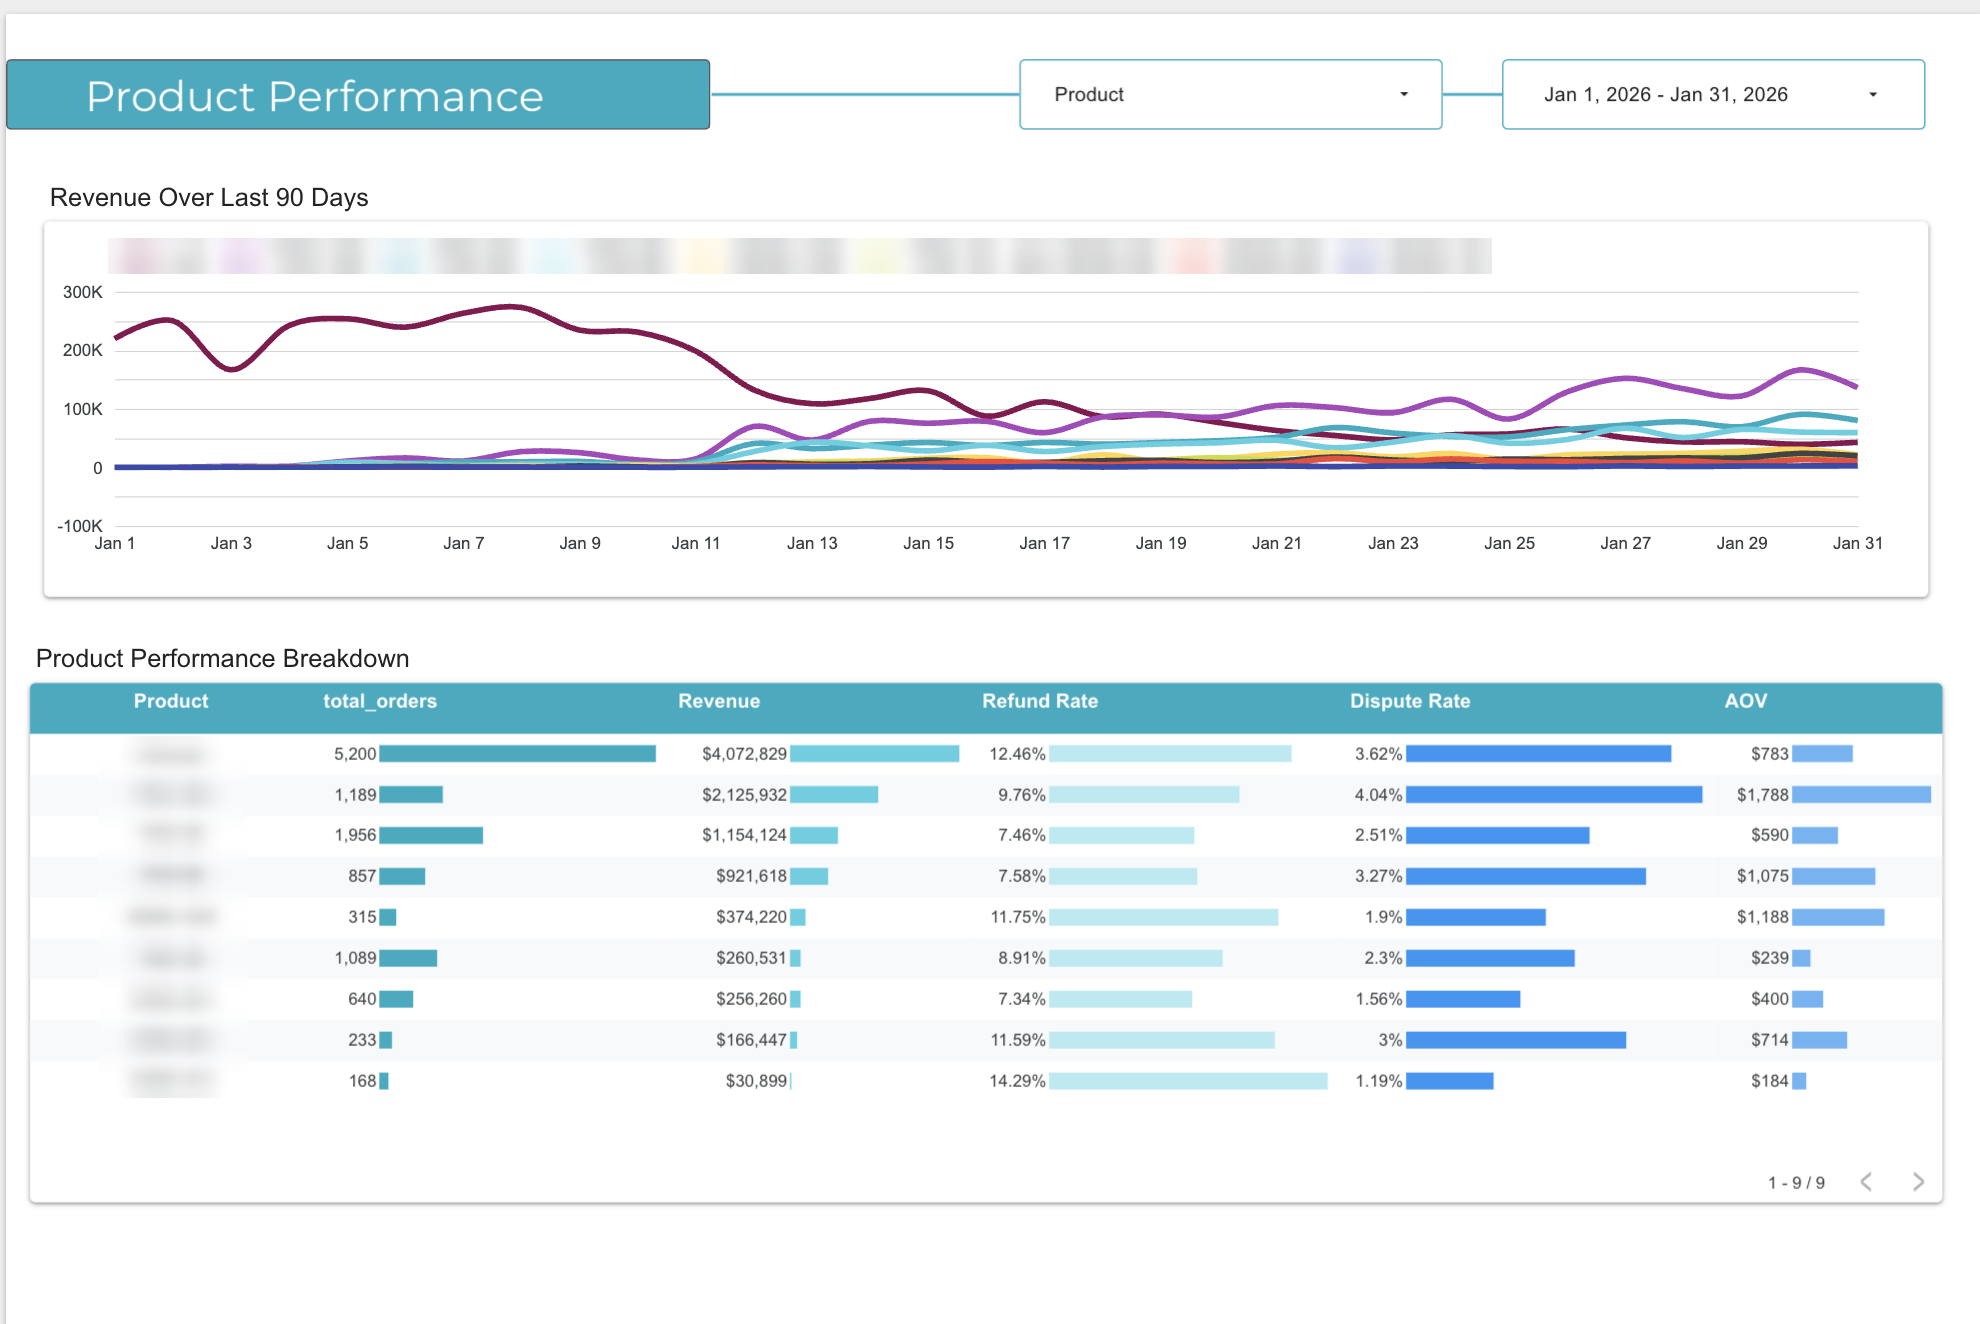 Product Performance
Product
Jan 1, 2026 - Jan 31, 2026
Revenue Over Last 90 Days
300K
200K
100K
0
-100K
Jan 1 Jan 3 Jan 5 Jan 7 Jan 9 Jan 11 Jan 13 Jan 15 Jan 17 Jan 19 Jan 21 Jan 23 Jan 25 Jan 27 Jan 29 Jan 31
Product Performance Breakdown
Product total_orders Revenue Refund Rate Dispute Rate AOV
5,200 $4,072,829 12.46% 3.62% $783
1,189 $2,125,932 9.76% 4.04% $1,788
1,956 $1,154,124 7.46% 2.51% $590
857 $921,618 7.58% 3.27% $1,075
315 $374,220 11.75% 1.9% $1,188
1,089 $260,531 8.91% 2.3% $239
640 $256,260 7.34% 1.56% $400
233 $166,447 11.59% 3% $714
168 $30,899 14.29% 1.19% $184
1 - 9 / 9